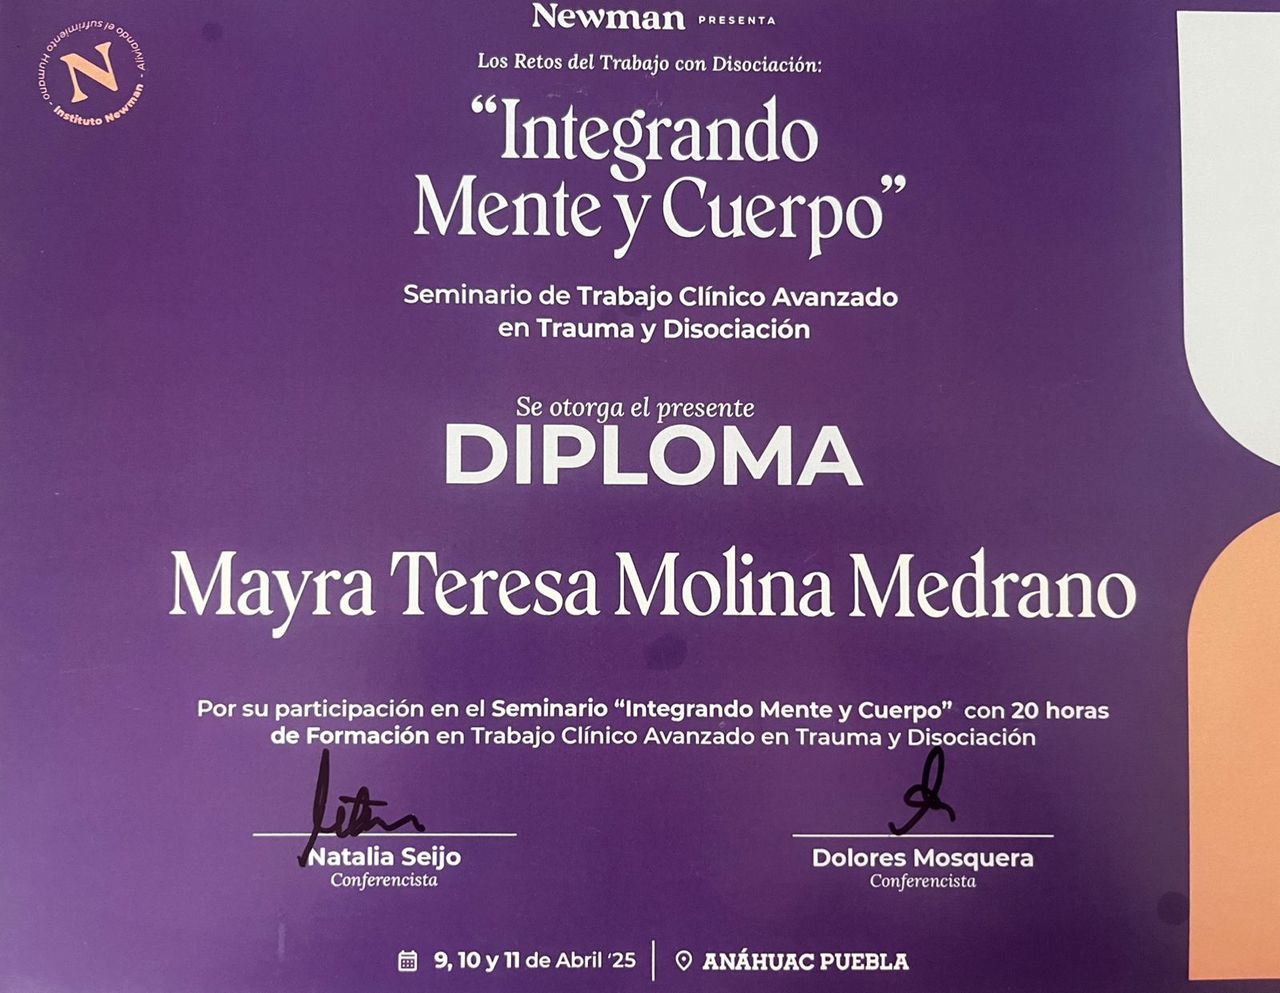 Aliviando el sufrimiento Humano - Instituto Newman -
N
Newman PRESENTA
Los Retos del Trabajo con Disociación:
“Integrando
Mente y Cuerpo”
Seminario de Trabajo Clínico Avanzado
en Trauma y Disociación
Se otorga el presente
DIPLOMA
Mayra Teresa Molina Medrano
Por su participación en el Seminario “Integrando Mente y Cuerpo” con 20 horas
de Formación en Trabajo Clínico Avanzado en Trauma y Disociación
Natalia Seijo
Conferencista
Dolores Mosquera
Conferencista
9, 10 y 11 de Abril ‘25 | ANÁHUAC PUEBLA